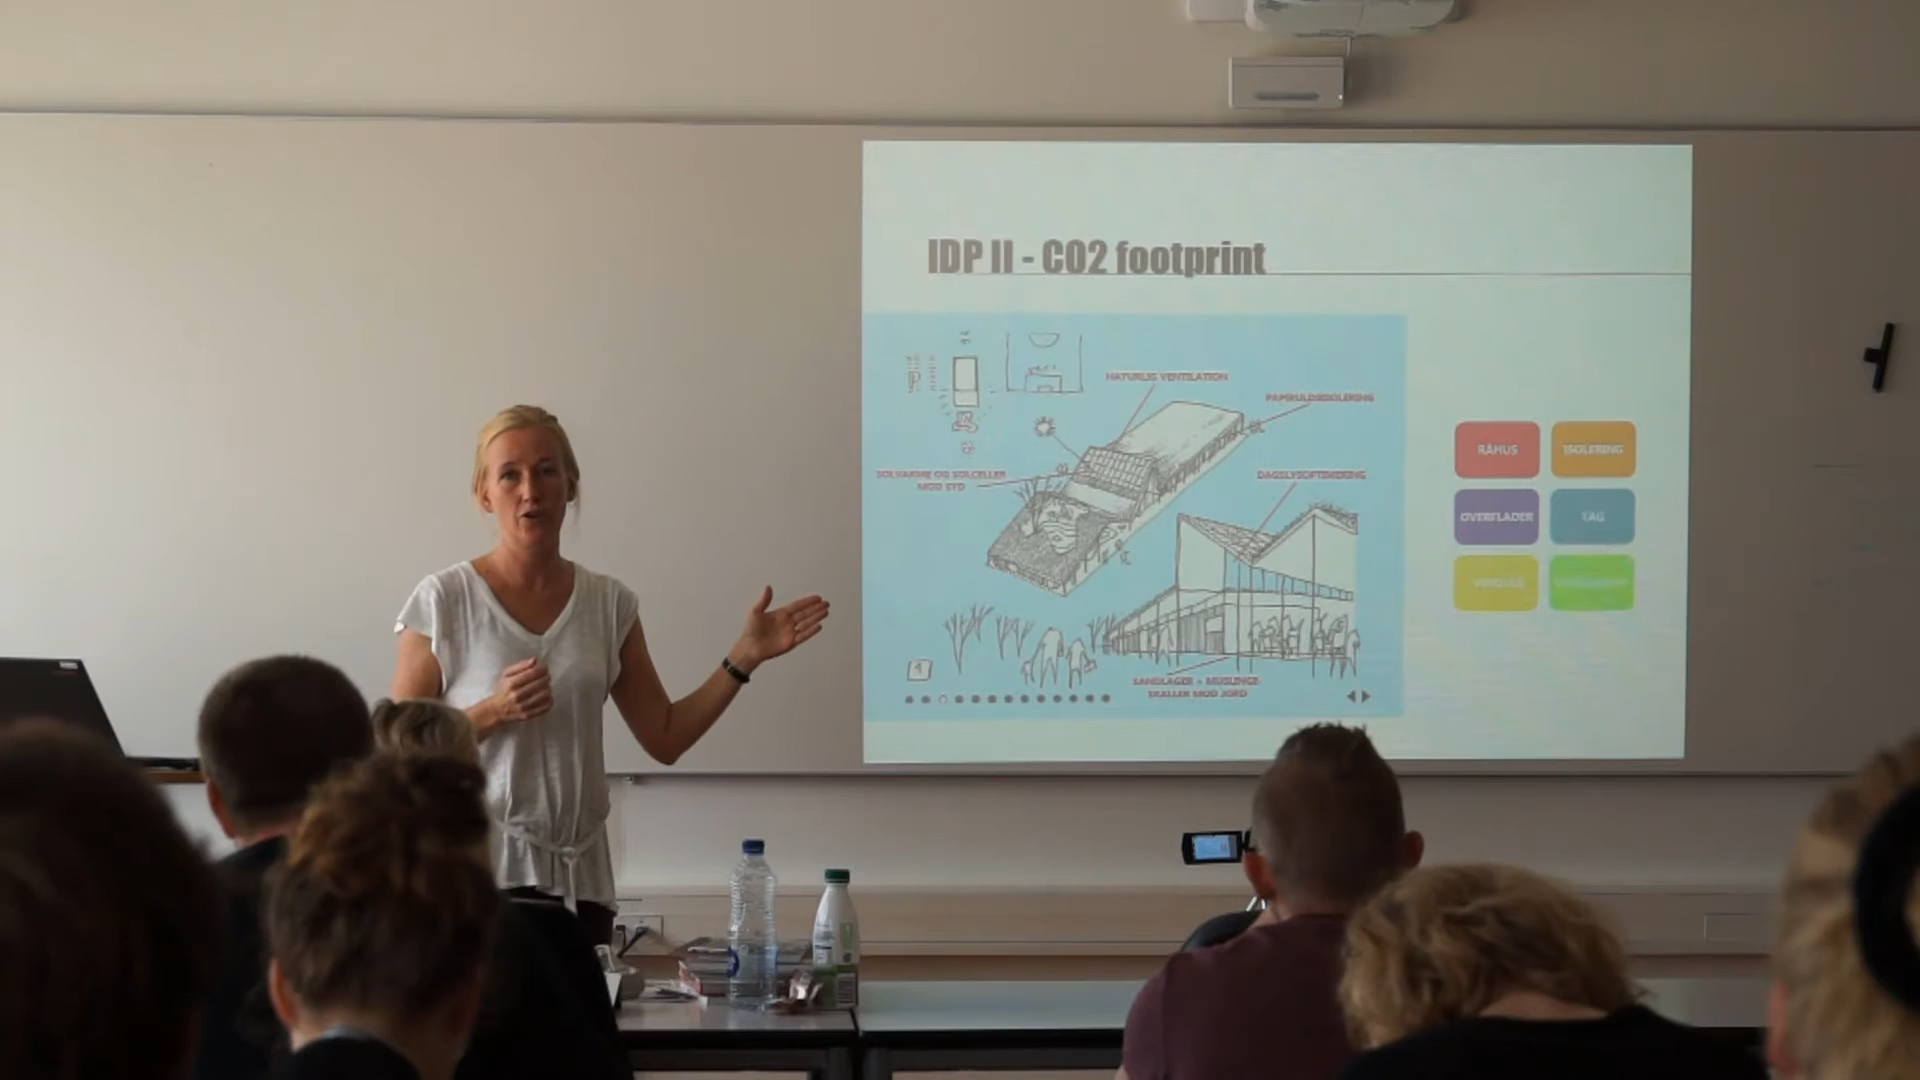 IDP II - CO2 footprint
P
NATURLIG VENTILATION
PAPIRULDSISOLERING
SOLVARME OG SOLCELLER
MOD SYD
DAGSLYSOPTIMERING
SANDLAGER + MUSLINGE-
SKALLER MOD JORD
RÅHUS
ISOLERING
OVERFLADER
TAG
VINDUER